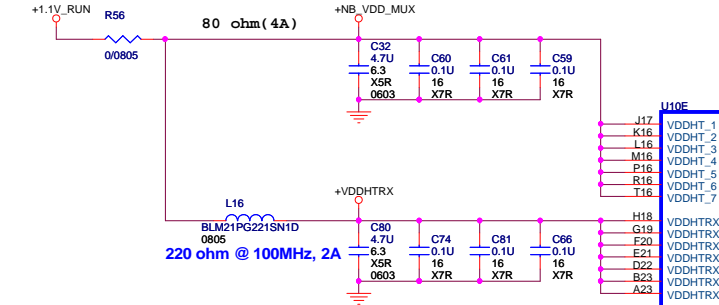 +1.1V_RUN
R56
0/0805
80 ohm(4A)
+NB_VDD_MUX
C32
4.7U
6.3
X5R
0603
C60
0.1U
16
X7R
C61
0.1U
16
X7R
C59
0.1U
16
X7R
U10E
J17 VDDHT_1
K16 VDDHT_2
L16 VDDHT_3
M16 VDDHT_4
P16 VDDHT_5
R16 VDDHT_6
T16 VDDHT_7
H18 VDDHTRX
G19 VDDHTRX
F20 VDDHTRX
E21 VDDHTRX
D22 VDDHTRX
B23 VDDHTRX
A23 VDDHTRX
+VDDHTRX
L16
BLM21PG221SN1D
0805
220 ohm @ 100MHz, 2A
C80
4.7U
6.3
X5R
0603
C74
0.1U
16
X7R
C81
0.1U
16
X7R
C66
0.1U
16
X7R